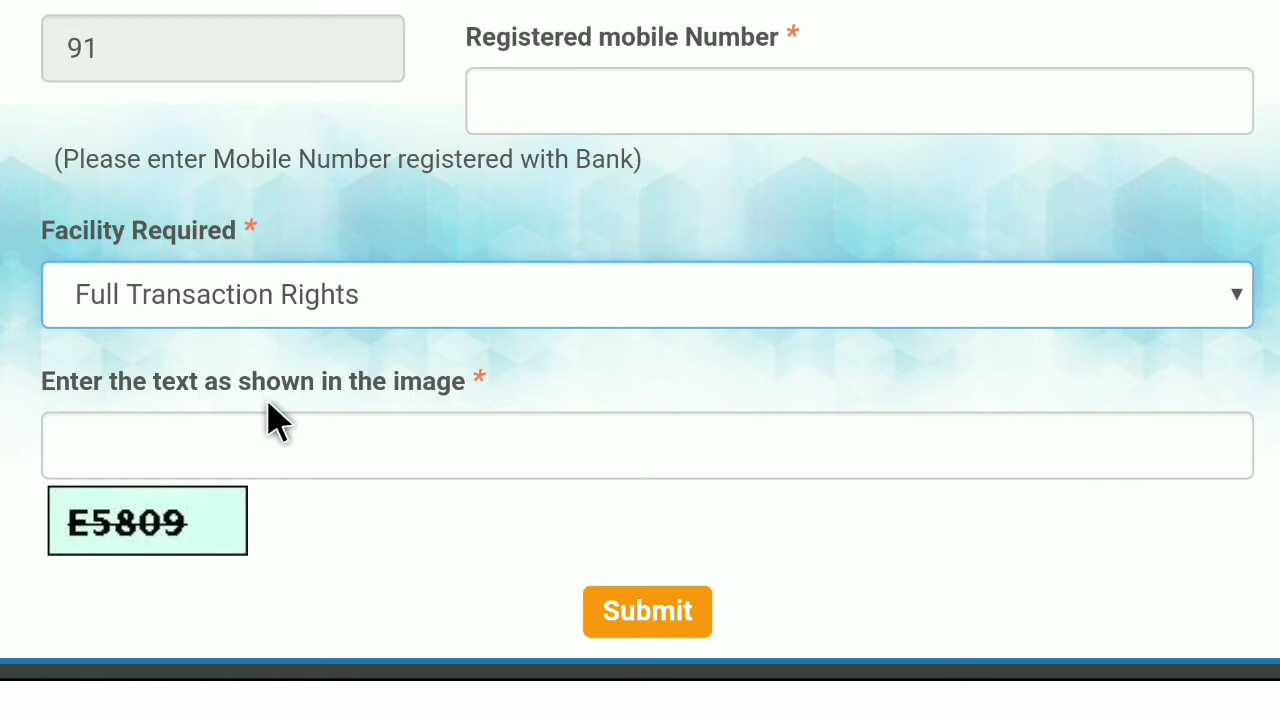 91
Registered mobile Number *
(Please enter Mobile Number registered with Bank)
Facility Required *
Full Transaction Rights
Enter the text as shown in the image *
E5809
Submit